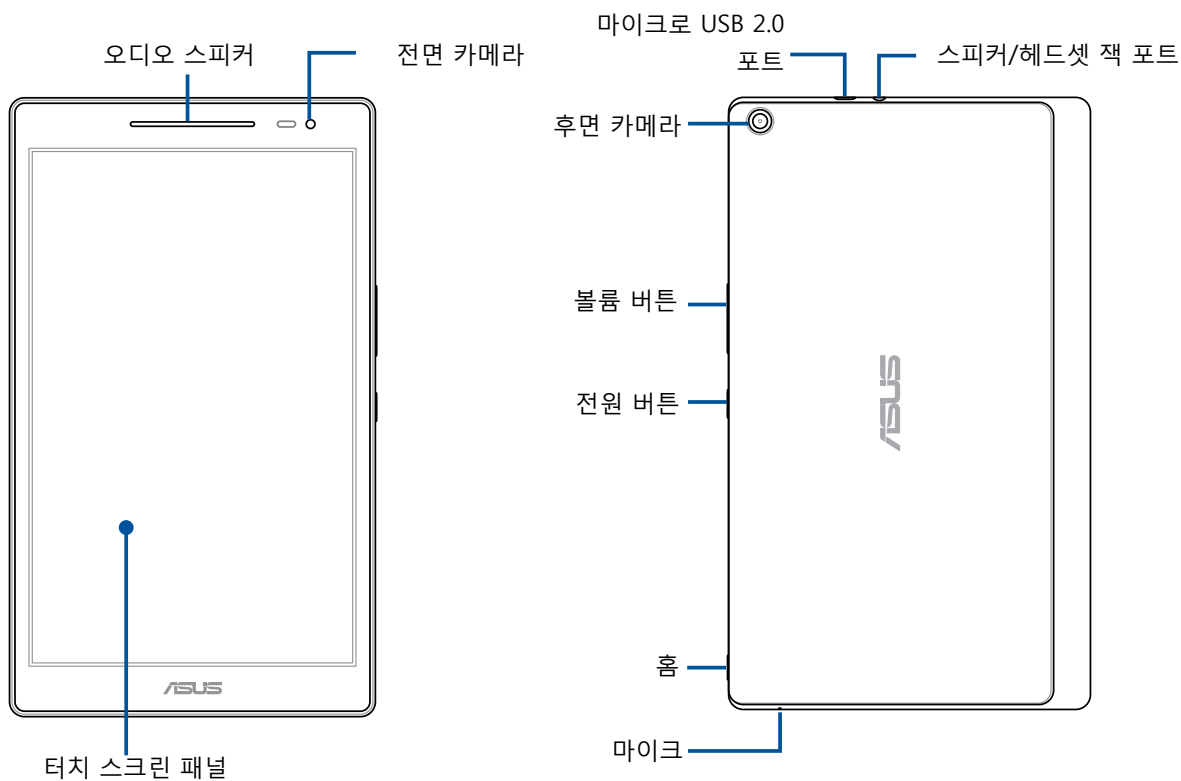 마이크로 USB 2.0
포트
스피커/헤드셋 잭 포트
오디오 스피커
전면 카메라
후면 카메라
볼륨 버튼
전원 버튼
ASUS
홈
ASUS
마이크
터치 스크린 패널